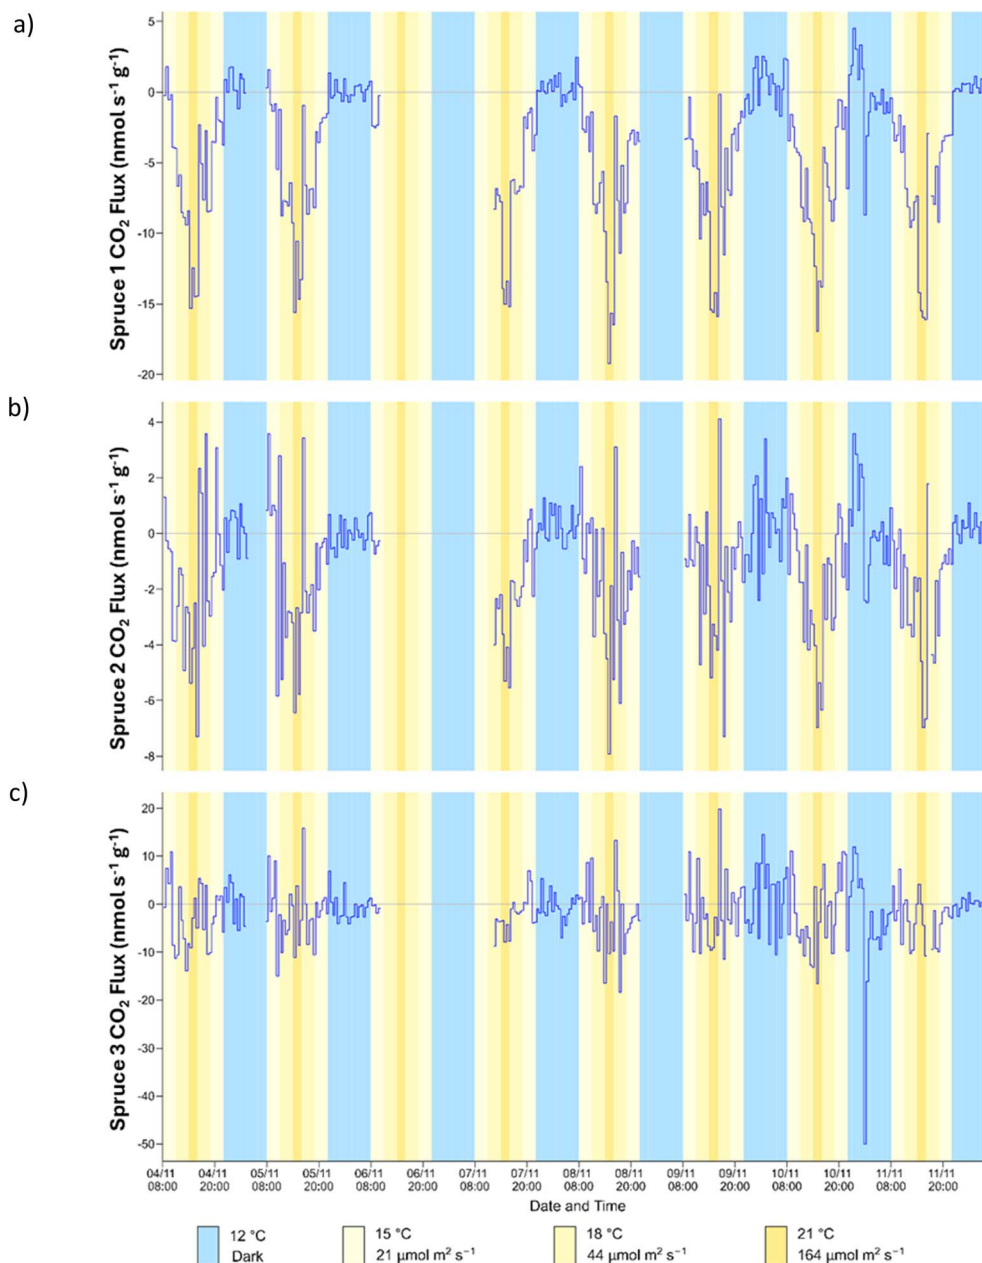 a)
Spruce 1 CO₂ Flux (nmol s⁻¹ g⁻¹)
5
0
-5
-10
-15
-20
b)
Spruce 2 CO₂ Flux (nmol s⁻¹ g⁻¹)
4
2
0
-2
-4
-6
-8
c)
Spruce 3 CO₂ Flux (nmol s⁻¹ g⁻¹)
20
10
0
-10
-20
-30
-40
-50
04/11 04/11 05/11 05/11 06/11 06/11 07/11 07/11 08/11 08/11 09/11 09/11 10/11 10/11 11/11 11/11
08:00 20:00 08:00 20:00 08:00 20:00 08:00 20:00 08:00 20:00 08:00 20:00 08:00 20:00 08:00 20:00
Date and Time
12 °C 15 °C 18 °C 21 °C
Dark 21 µmol m² s⁻¹ 44 µmol m² s⁻¹ 164 µmol m² s⁻¹